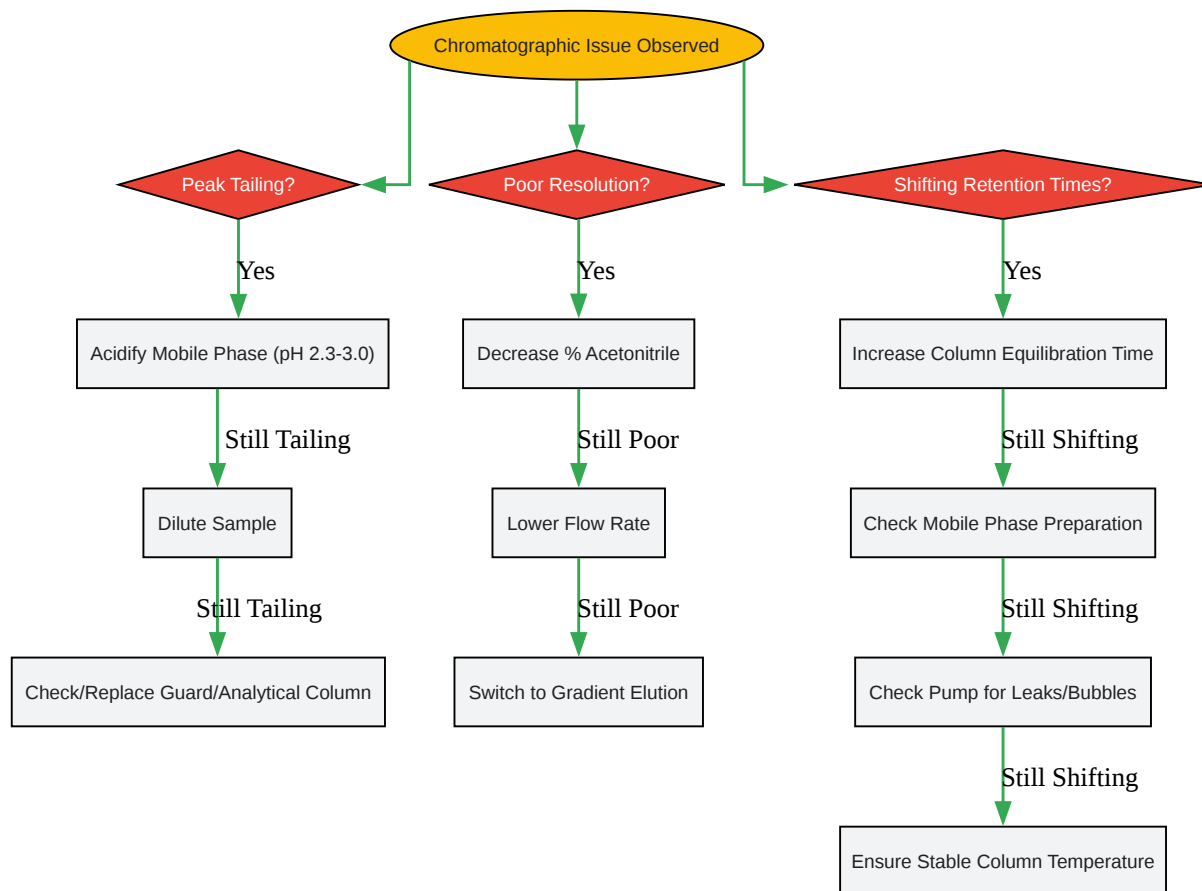 Chromatographic Issue Observed
Peak Tailing?
Poor Resolution?
Shifting Retention Times?
Yes
Yes
Yes
Acidify Mobile Phase (pH 2.3-3.0)
Decrease % Acetonitrile
Increase Column Equilibration Time
Still Tailing
Still Poor
Still Shifting
Dilute Sample
Lower Flow Rate
Check Mobile Phase Preparation
Still Tailing
Still Poor
Still Shifting
Check/Replace Guard/Analytical Column
Switch to Gradient Elution
Check Pump for Leaks/Bubbles
Still Shifting
Ensure Stable Column Temperature